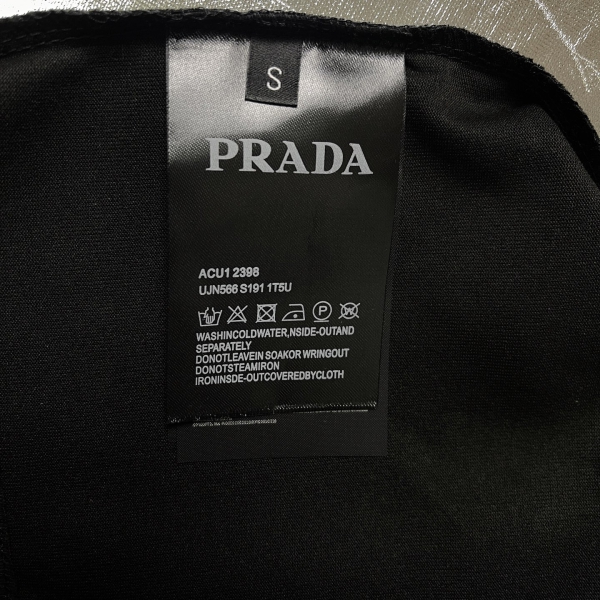 S
PRADA
ACU1 2398
UJN566 S191 1T5U
WASHINCOLDWATER,NSIDE-OUTAND
SEPARATELY
DONOTLEAVEIN SOAKOR WRINGOUT
DONOTSTEAMIRON
IRONINSDE-OUTCOVEREDBYCLOTH